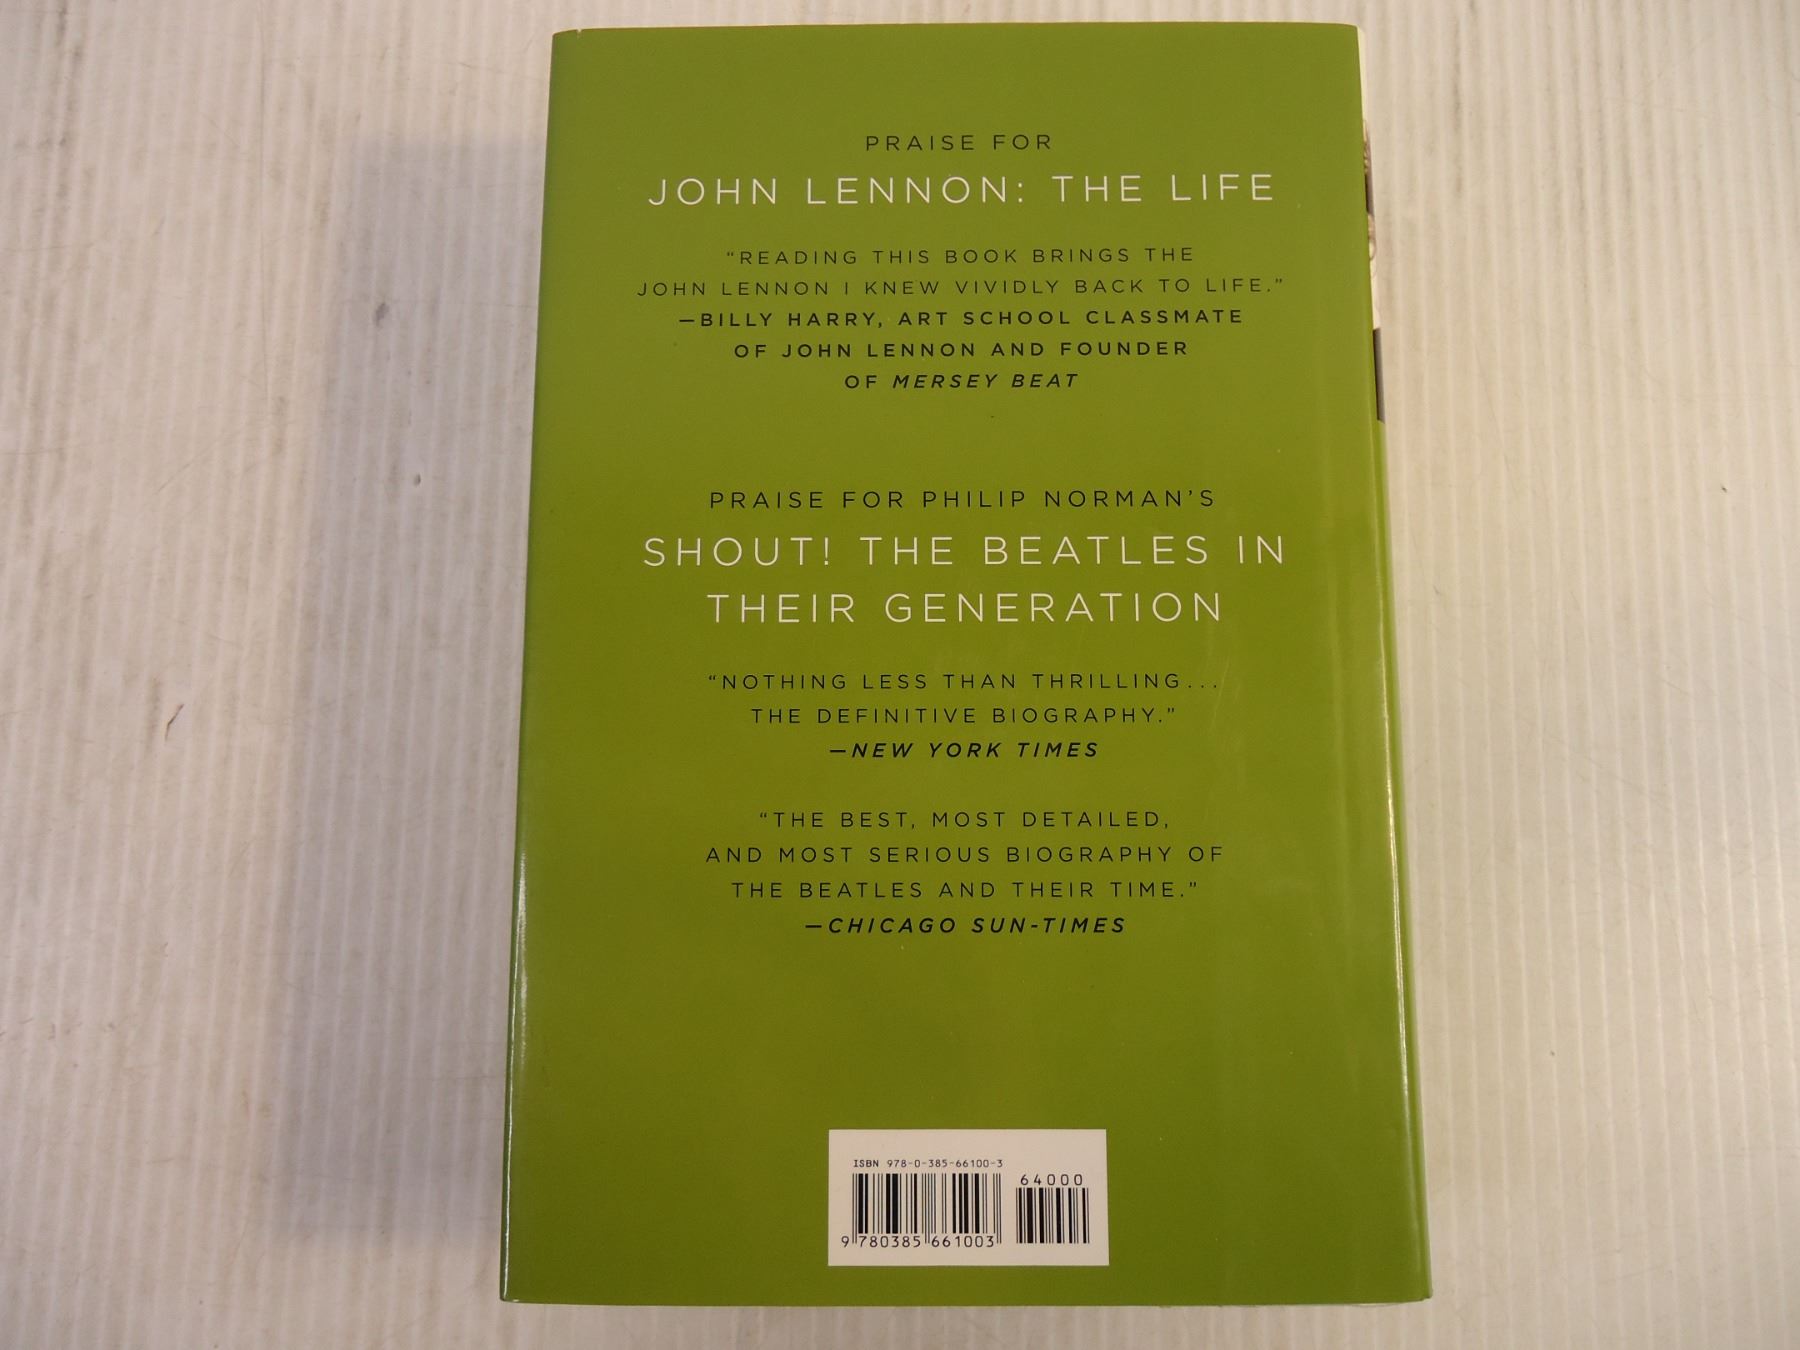 PRAISE FOR
JOHN LENNON: THE LIFE
“READING THIS BOOK BRINGS THE
JOHN LENNON I KNEW VIVIDLY BACK TO LIFE.”
—BILLY HARRY, ART SCHOOL CLASSMATE
OF JOHN LENNON AND FOUNDER
OF MERSEY BEAT
PRAISE FOR PHILIP NORMAN’S
SHOUT! THE BEATLES IN
THEIR GENERATION
“NOTHING LESS THAN THRILLING...
THE DEFINITIVE BIOGRAPHY.”
—NEW YORK TIMES
“THE BEST, MOST DETAILED,
AND MOST SERIOUS BIOGRAPHY OF
THE BEATLES AND THEIR TIME.”
—CHICAGO SUN-TIMES
ISBN 978-0-385-66100-3
64000
9 780385 661003